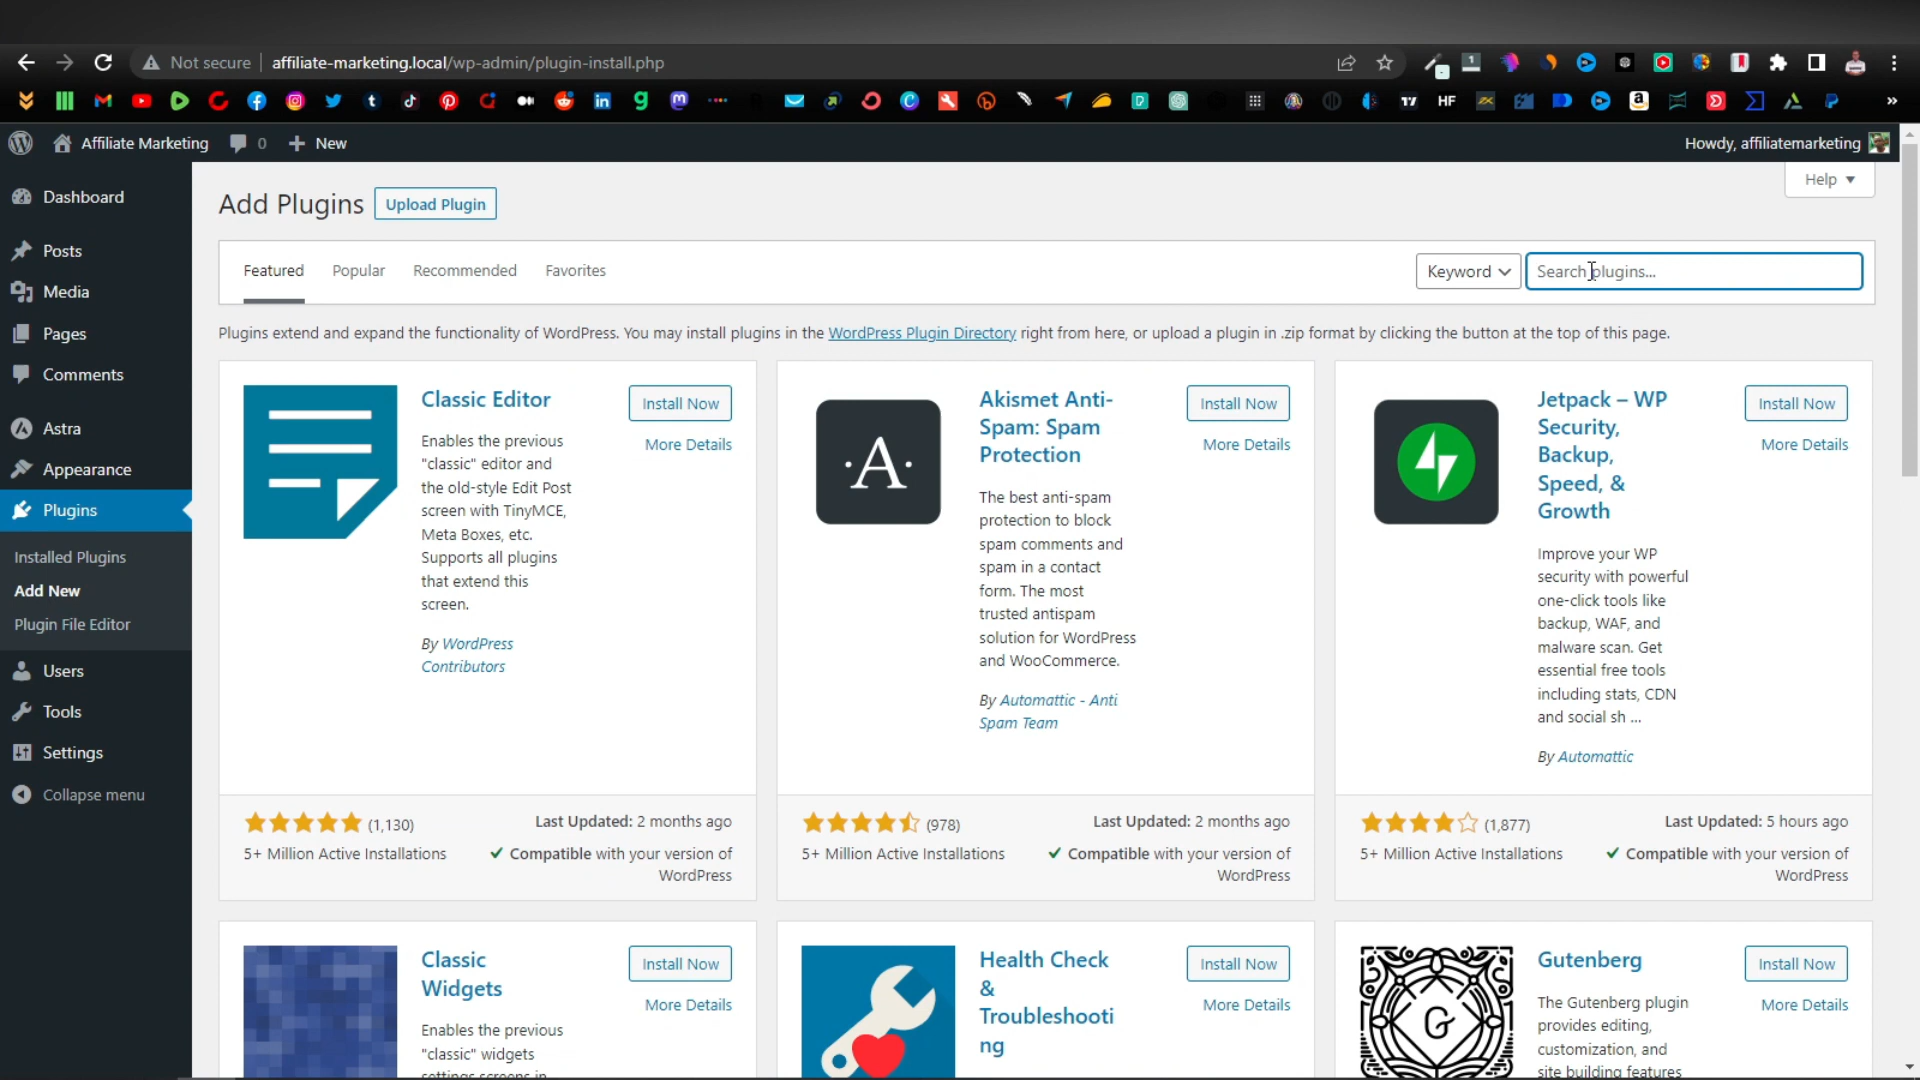 Not secure affiliate-marketing.local/wp-admin/plugin-install.php
Affiliate Marketing 0 New
Howdy, affiliatemarketing
Dashboard
Posts
Media
Pages
Comments
Astra
Appearance
Plugins
Installed Plugins
Add New
Plugin File Editor
Users
Tools
Settings
Collapse menu
Help
Add Plugins Upload Plugin
Featured Popular Recommended Favorites
Keyword Search plugins...
Plugins extend and expand the functionality of WordPress. You may install plugins in the WordPress Plugin Directory right from here, or upload a plugin in .zip format by clicking the button at the top of this page.
Classic Editor
Install Now
More Details
Enables the previous
"classic" editor and
the old-style Edit Post
screen with TinyMCE,
Meta Boxes, etc.
Supports all plugins
that extend this
screen.
By WordPress
Contributors
(1,130)
5+ Million Active Installations
Last Updated: 2 months ago
Compatible with your version of
WordPress
·A·
Akismet Anti-
Spam: Spam
Protection
Install Now
More Details
The best anti-spam
protection to block
spam comments and
spam in a contact
form. The most
trusted antispam
solution for WordPress
and WooCommerce.
By Automattic - Anti
Spam Team
(978)
5+ Million Active Installations
Last Updated: 2 months ago
Compatible with your version of
WordPress
Jetpack – WP
Security,
Backup,
Speed, &
Growth
Install Now
More Details
Improve your WP
security with powerful
one-click tools like
backup, WAF, and
malware scan. Get
essential free tools
including stats, CDN
and social sh ...
By Automattic
(1,877)
5+ Million Active Installations
Last Updated: 5 hours ago
Compatible with your version of
WordPress
Classic
Widgets
Install Now
More Details
Enables the previous
"classic" widgets
settings screens in
Health Check
&
Troubleshooti
ng
Install Now
More Details
G
Gutenberg
Install Now
More Details
The Gutenberg plugin
provides editing,
customization, and
site building features